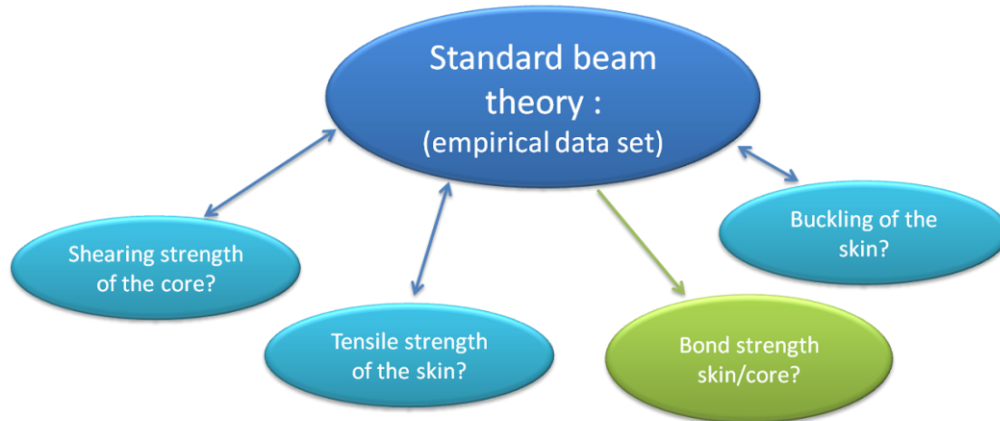 Standard beam
theory :
(empirical data set)
Shearing strength
of the core?
Tensile strength
of the skin?
Bond strength
skin/core?
Buckling of the
skin?